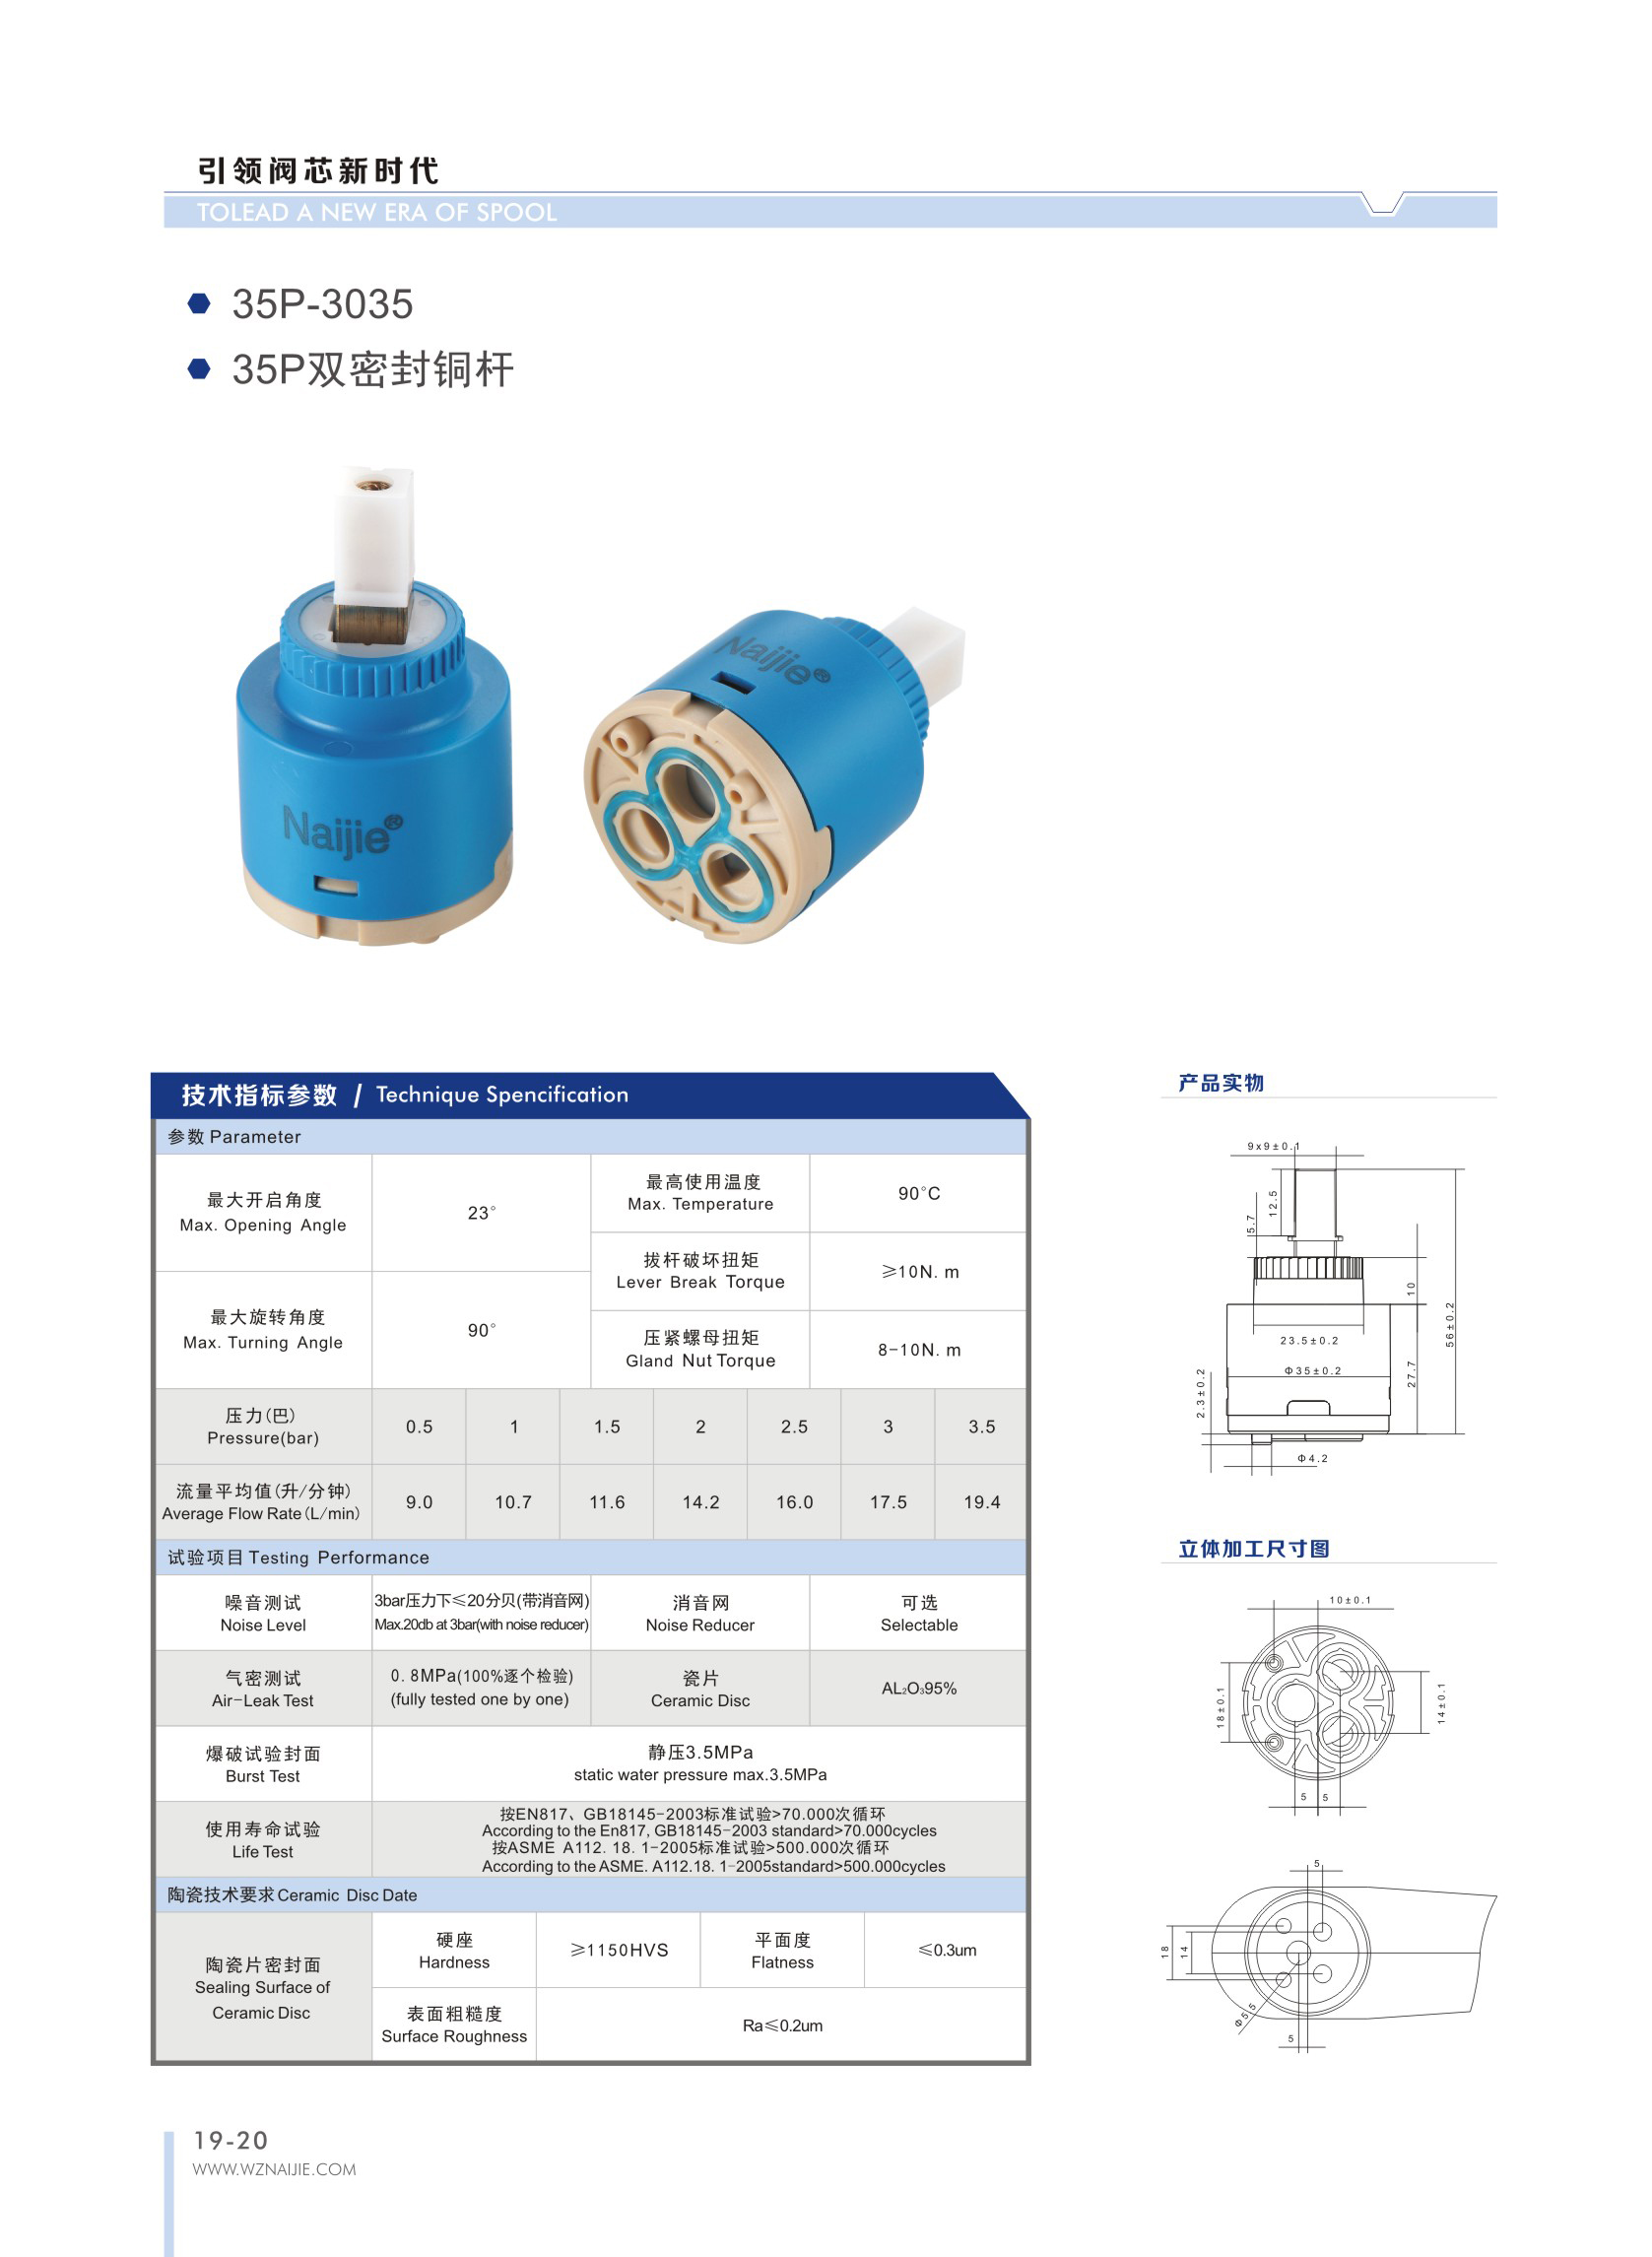 引领阀芯新时代
TOLEAD A NEW ERA OF SPOOL
35P-3035
35P双密封铜杆
Naijie®
Naijie®
技术指标参数 / Technique Spencification
参数 Parameter
最大开启角度
Max. Opening Angle
23°
最高使用温度
Max. Temperature
90°C
拔杆破坏扭矩
Lever Break Torque
≥10N. m
最大旋转角度
Max. Turning Angle
90°
压紧螺母扭矩
Gland Nut Torque
8-10N. m
压力(巴)
Pressure(bar)
0.5 1 1.5 2 2.5 3 3.5
流量平均值(升/分钟)
Average Flow Rate(L/min)
9.0 10.7 11.6 14.2 16.0 17.5 19.4
试验项目 Testing Performance
噪音测试
Noise Level
3bar压力下≤20分贝(带消音网)
Max.20db at 3bar(with noise reducer)
消音网
Noise Reducer
可选
Selectable
气密测试
Air-Leak Test
0. 8MPa(100%逐个检验)
(fully tested one by one)
瓷片
Ceramic Disc
AL₂O₃95%
爆破试验封面
Burst Test
静压3.5MPa
static water pressure max.3.5MPa
使用寿命试验
Life Test
按EN817、GB18145-2003标准试验>70.000次循环
According to the En817, GB18145-2003 standard>70.000cycles
按ASME A112. 18. 1-2005标准试验>500.000次循环
According to the ASME. A112.18. 1-2005standard>500.000cycles
陶瓷技术要求 Ceramic Disc Date
陶瓷片密封面
Sealing Surface of
Ceramic Disc
硬座
Hardness
≥1150HVS
平面度
Flatness
≤0.3um
表面粗糙度
Surface Roughness
Ra≤0.2um
产品实物
9x9±0.1
12.5
5.7
10
56±0.2
23.5±0.2
Φ35±0.2
27.7
2.3±0.2
Φ4.2
立体加工尺寸图
10±0.1
18±0.1
14±0.1
5 5
5
18
14
Φ5.5
5
19-20
WWW.WZNAIJIE.COM